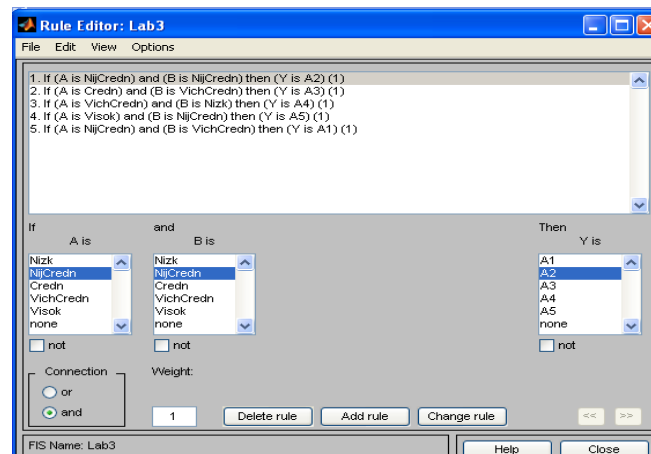 Rule Editor: Lab3
File Edit View Options
1. If (A is NijCredn) and (B is NijCredn) then (Y is A2) (1)
2. If (A is Credn) and (B is VichCredn) then (Y is A3) (1)
3. If (A is VichCredn) and (B is Nizk) then (Y is A4) (1)
4. If (A is Visok) and (B is NijCredn) then (Y is A5) (1)
5. If (A is NijCredn) and (B is VichCredn) then (Y is A1) (1)
If and Then
A is B is Y is
Nizk Nizk A1
NijCredn NijCredn A2
Credn Credn A3
VichCredn VichCredn A4
Visok Visok A5
none none none
not not not
Connection Weight:
or
and 1 Delete rule Add rule Change rule << >>
FIS Name: Lab3 Help Close